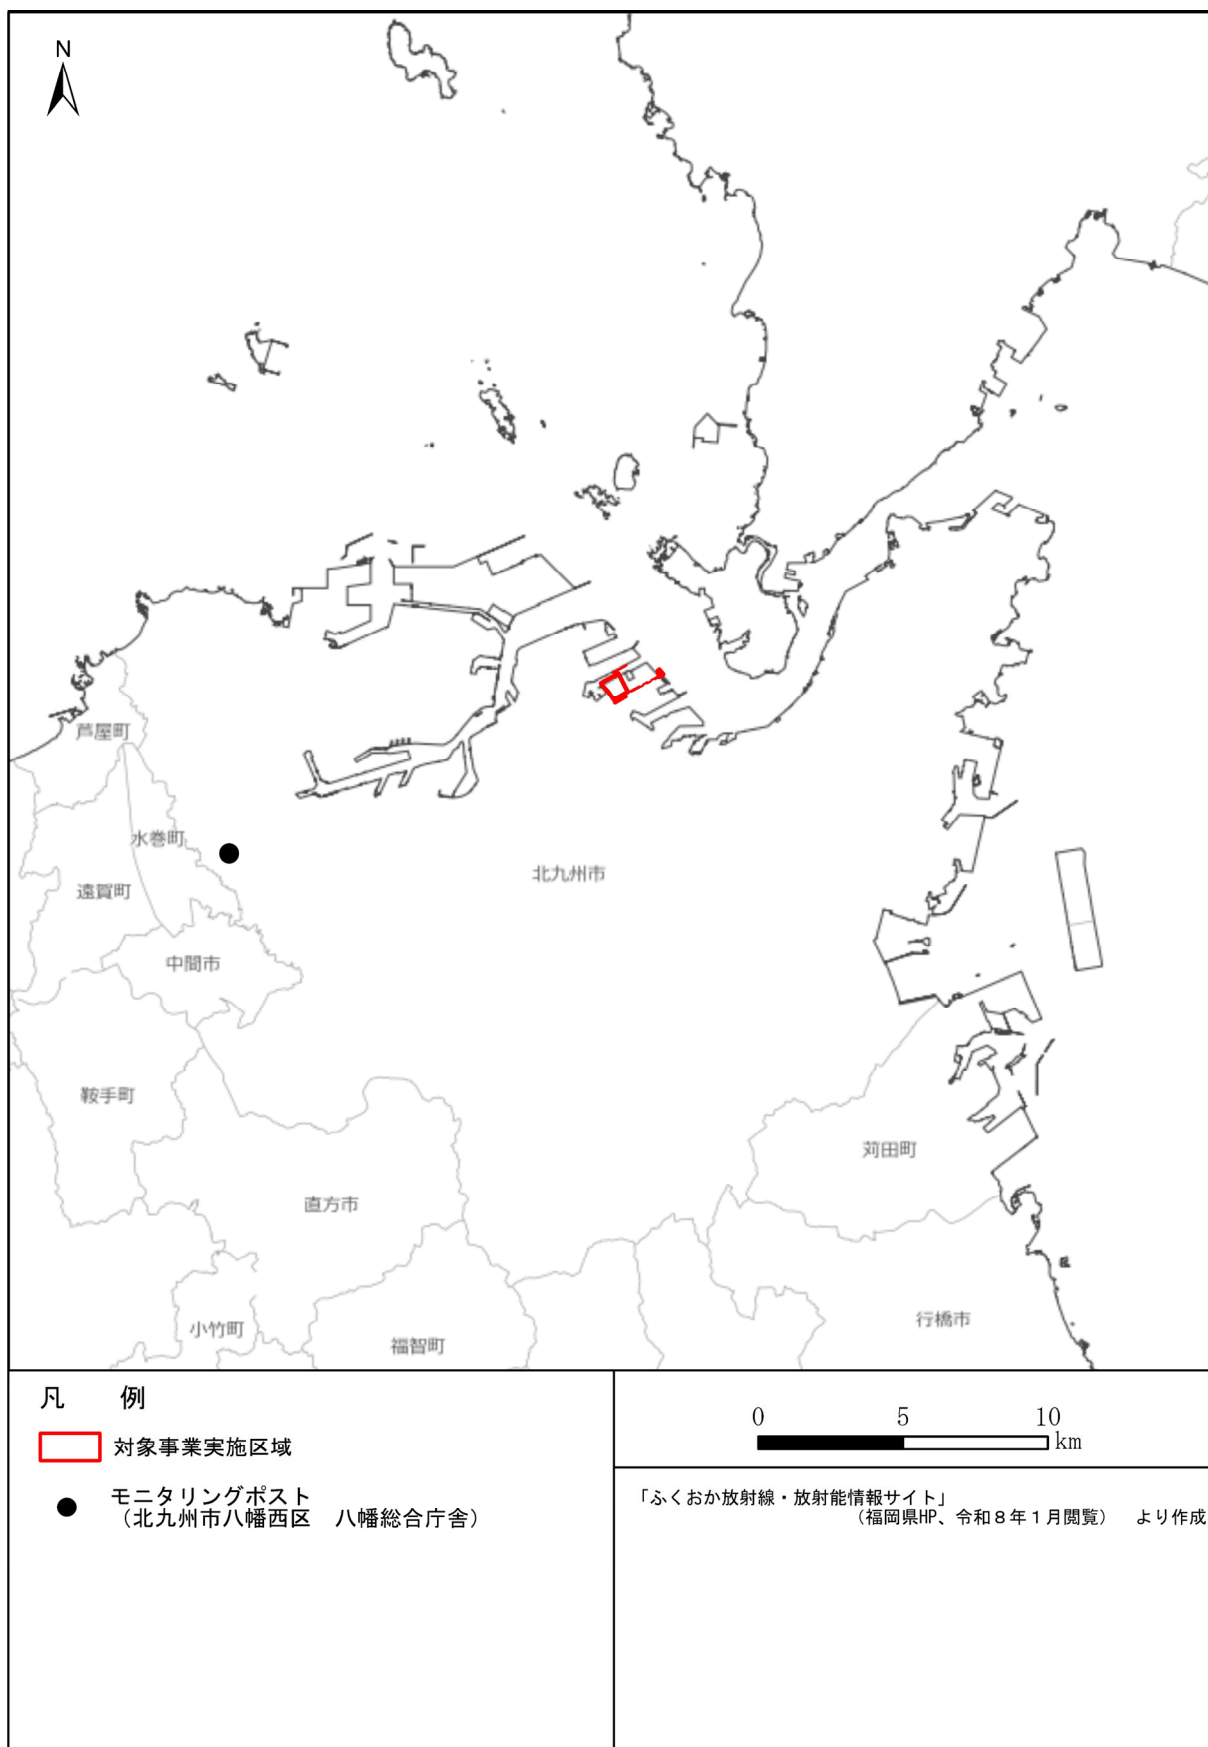 N
芦屋町
水巻町
遠賀町
北九州市
中間市
鞍手町
苅田町
直方市
小竹町
福智町
行橋市
凡　例
対象事業実施区域
モニタリングポスト
（北九州市八幡西区　八幡総合庁舎）
0 5 10
km
「ふくおか放射線・放射能情報サイト」
（福岡県HP、令和８年１月閲覧）　より作成